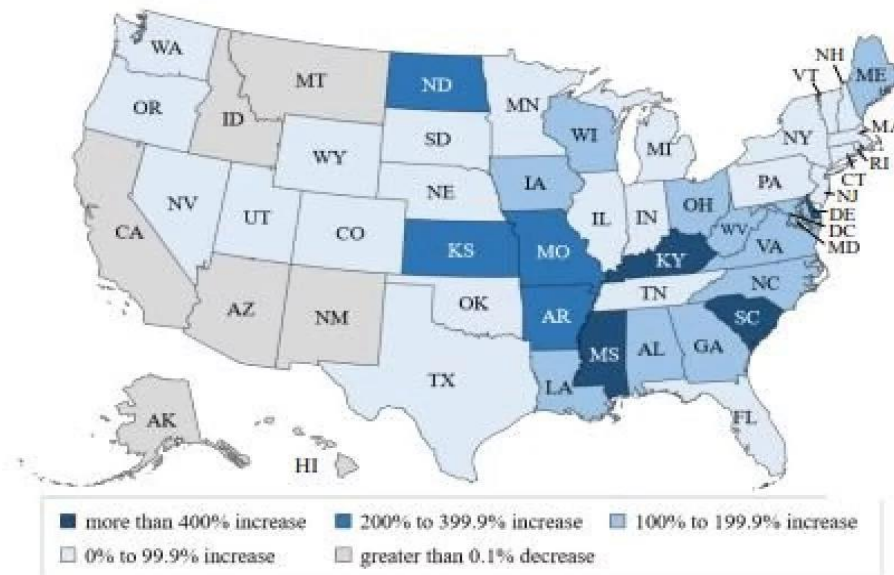 WA
MT
ND
MN
VT
NH
ME
OR
ID
SD
WI
MI
NY
RI
WY
NE
IA
PA
CT
NJ
NV
UT
CO
IL
IN
OH
DE
DC
MD
CA
KS
MO
WV
VA
KY
NC
AZ
NM
OK
AR
TN
SC
TX
MS
AL
GA
LA
FL
AK
HI
more than 400% increase
200% to 399.9% increase
100% to 199.9% increase
0% to 99.9% increase
greater than 0.1% decrease